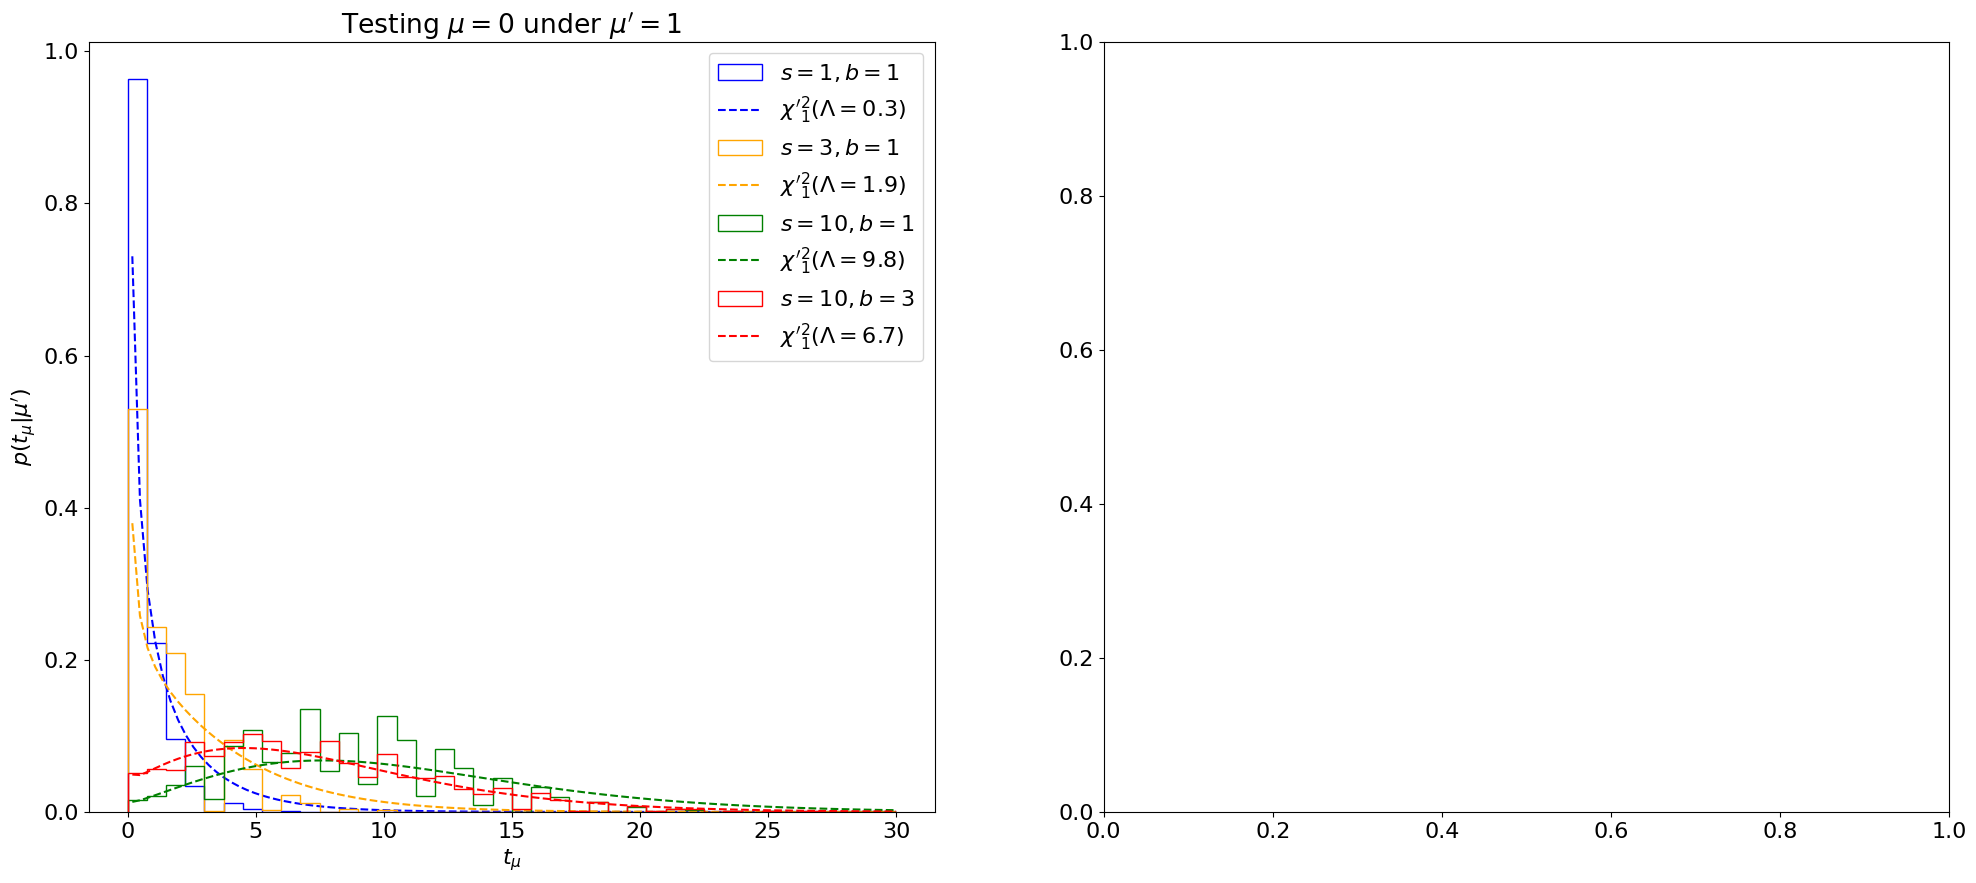 Testing μ = 0 under μ′ = 1
1.0
0.8
0.6
0.4
0.2
0.0
p(tμ|μ′)
0 5 10 15 20 25 30
tμ
s = 1, b = 1
χ′²₁(Λ = 0.3)
s = 3, b = 1
χ′²₁(Λ = 1.9)
s = 10, b = 1
χ′²₁(Λ = 9.8)
s = 10, b = 3
χ′²₁(Λ = 6.7)
1.0
0.8
0.6
0.4
0.2
0.0
0.0 0.2 0.4 0.6 0.8 1.0